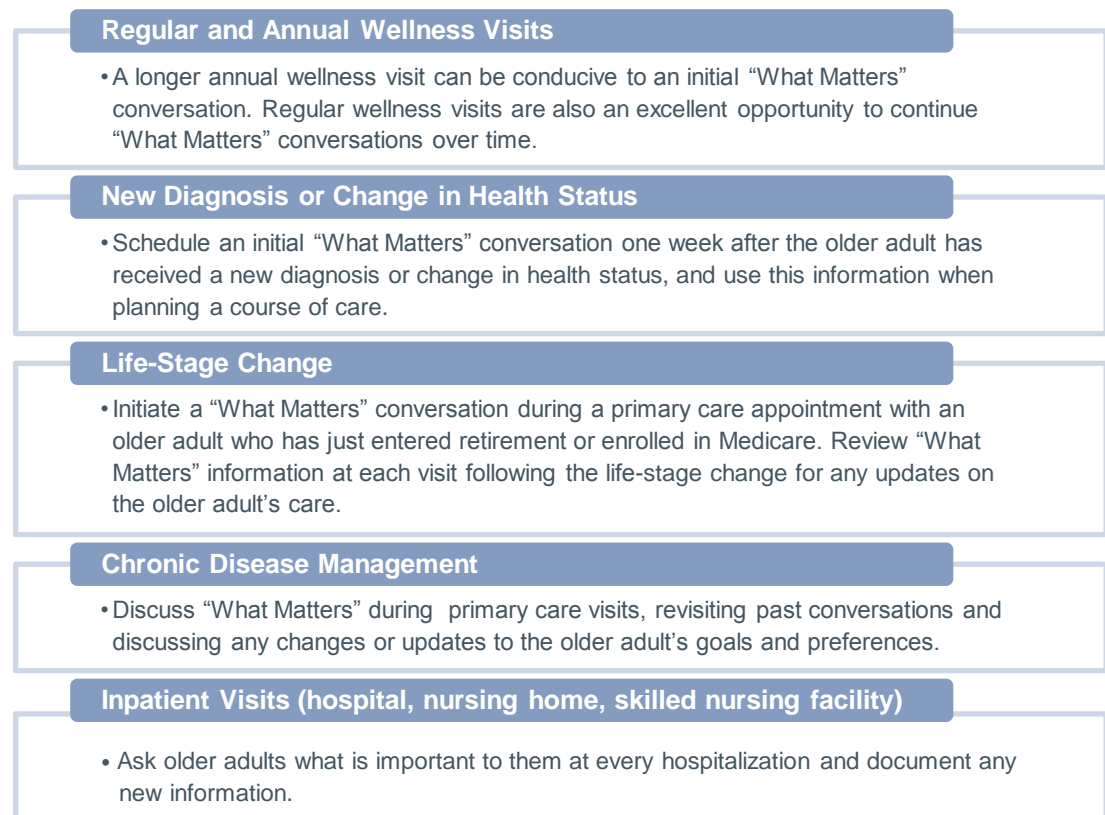 Regular and Annual Wellness Visits
• A longer annual wellness visit can be conducive to an initial “What Matters”
conversation. Regular wellness visits are also an excellent opportunity to continue
“What Matters” conversations over time.
New Diagnosis or Change in Health Status
• Schedule an initial “What Matters” conversation one week after the older adult has
received a new diagnosis or change in health status, and use this information when
planning a course of care.
Life-Stage Change
• Initiate a “What Matters” conversation during a primary care appointment with an
older adult who has just entered retirement or enrolled in Medicare. Review “What
Matters” information at each visit following the life-stage change for any updates on
the older adult’s care.
Chronic Disease Management
• Discuss “What Matters” during primary care visits, revisiting past conversations and
discussing any changes or updates to the older adult’s goals and preferences.
Inpatient Visits (hospital, nursing home, skilled nursing facility)
• Ask older adults what is important to them at every hospitalization and document any
new information.